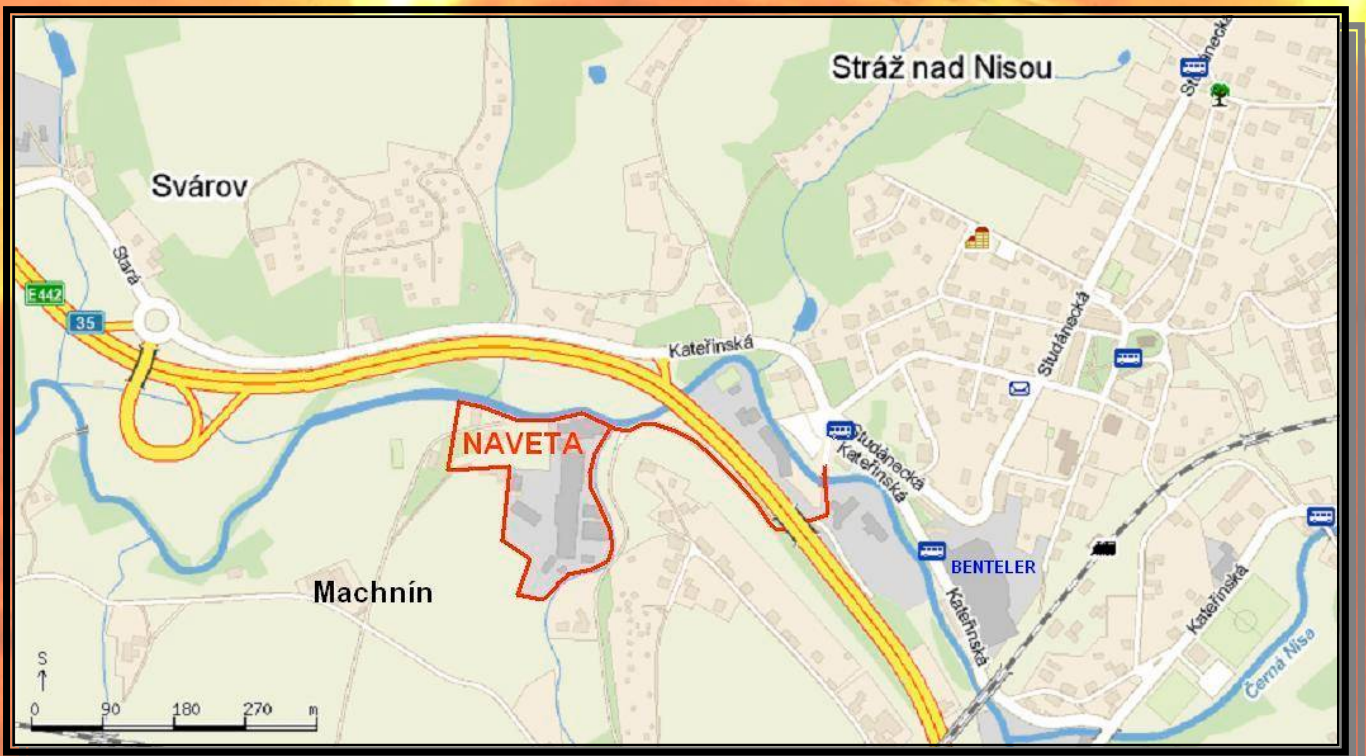 Stráž nad Nisou
Studánecká
Svárov
Stará
E442
35
Kateřinská
Studánecká
NAVETA
Studánecká
Kateřinská
BENTELER
Machnín
Kateřinská
Kateřinská
Černá Nisa
S
0 90 180 270 m